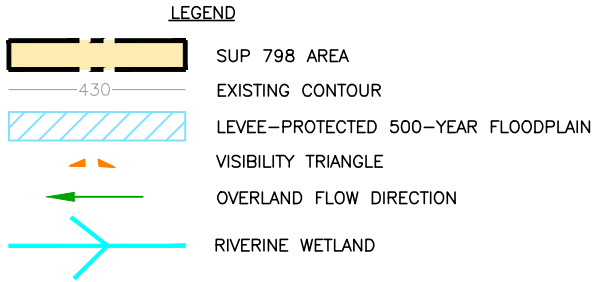 LEGEND
SUP 798 AREA
430 EXISTING CONTOUR
LEVEE-PROTECTED 500-YEAR FLOODPLAIN
VISIBILITY TRIANGLE
OVERLAND FLOW DIRECTION
RIVERINE WETLAND